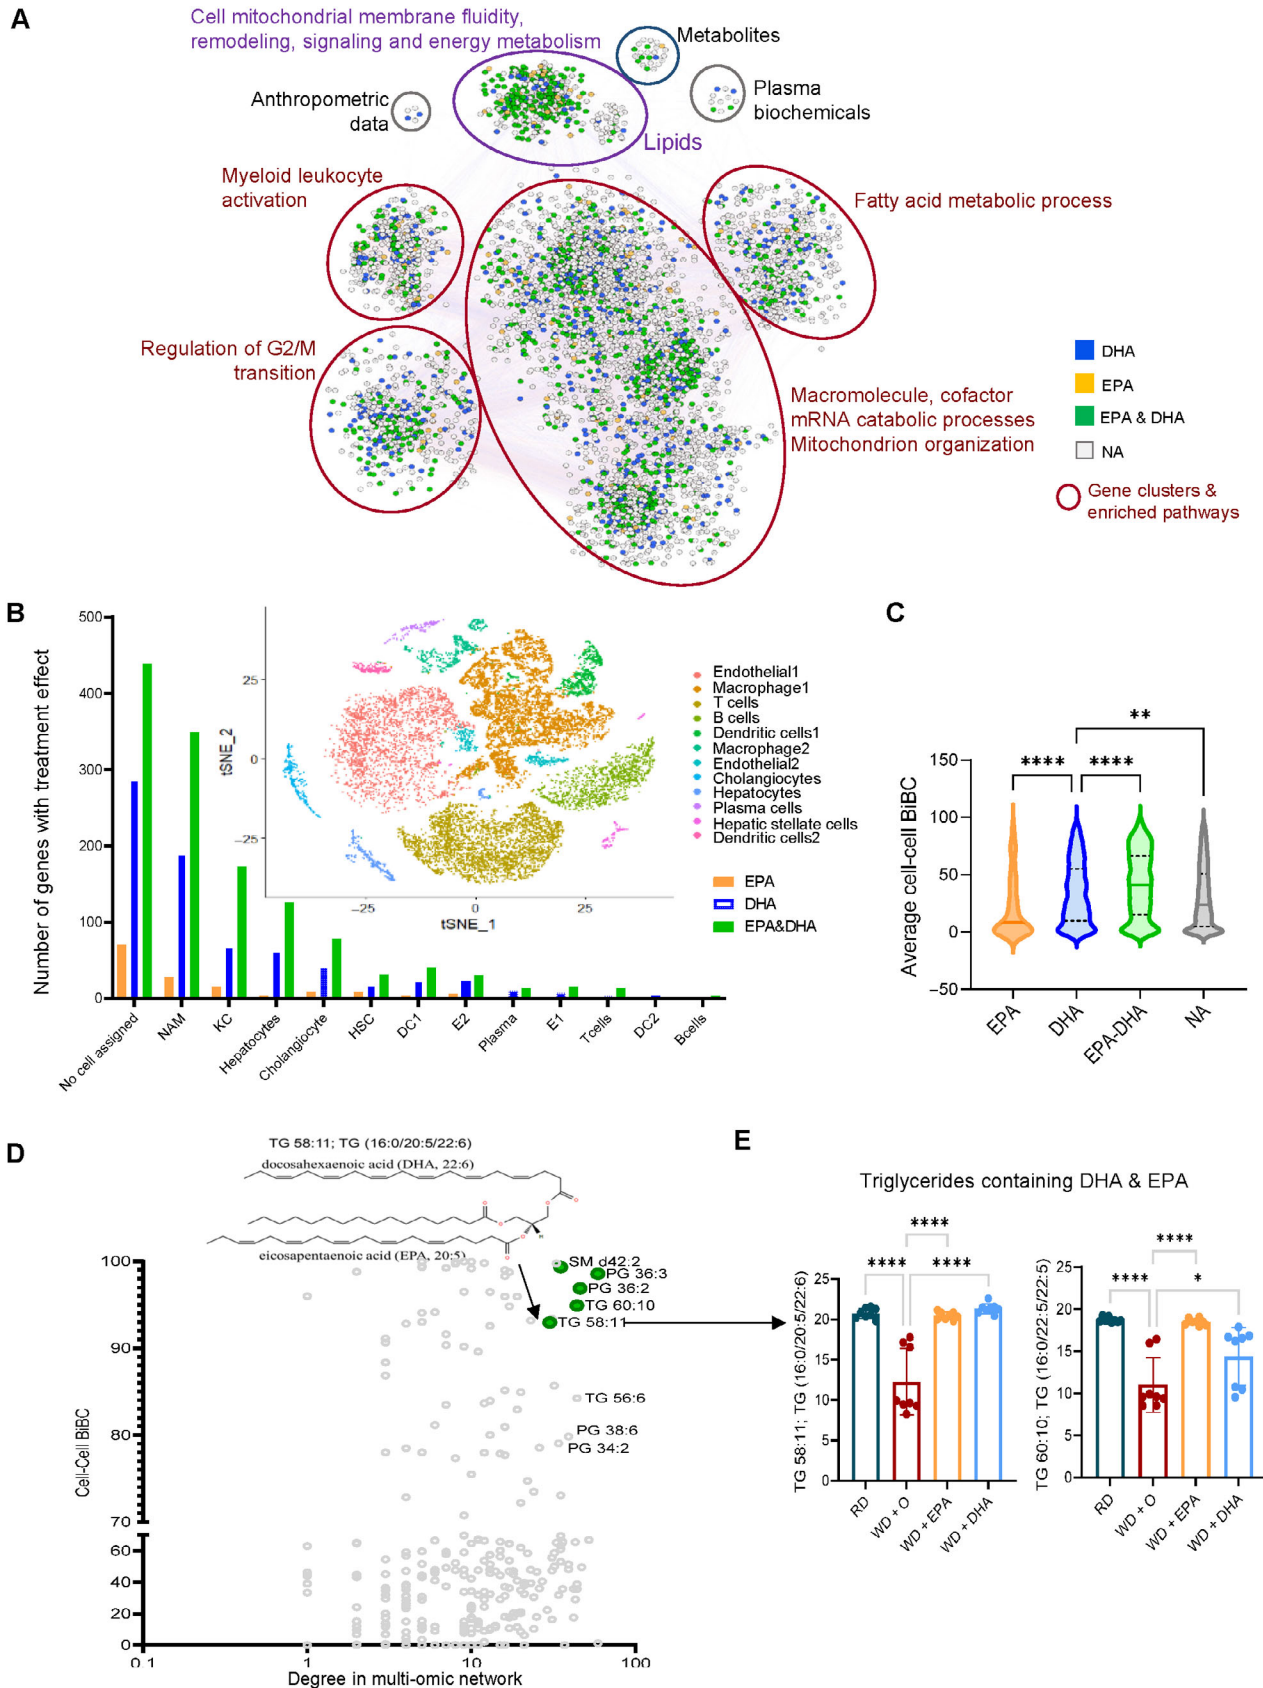 A
Cell mitochondrial membrane fluidity,
remodeling, signaling and energy metabolism
Metabolites
Anthropometric
data
Plasma
biochemicals
Lipids
Myeloid leukocyte
activation
Fatty acid metabolic process
Regulation of G2/M
transition
Macromolecule, cofactor
mRNA catabolic processes
Mitochondrion organization
DHA
EPA
EPA & DHA
NA
Gene clusters &
enriched pathways
B
Number of genes with treatment effect
500
400
300
200
100
0
No cell assigned
NAM
KC
Hepatocytes
Cholangiocyte
HSC
DC1
E2
Plasma
E1
Tcells
DC2
Bcells
tSNE_2
25
0
−25
−25
0
25
tSNE_1
Endothelial1
Macrophage1
T cells
B cells
Dendritic cells1
Macrophage2
Endothelial2
Cholangiocytes
Hepatocytes
Plasma cells
Hepatic stellate cells
Dendritic cells2
EPA
DHA
EPA&DHA
C
Average cell-cell BiBC
150
100
50
0
−50
**
****
****
EPA
DHA
EPA-DHA
NA
D
TG 58:11; TG (16:0/20:5/22:6)
docosahexaenoic acid (DHA, 22:6)
eicosapentaenoic acid (EPA, 20:5)
Cell-Cell BiBC
100
90
80
70
60
40
20
0
0.1
1
10
100
Degree in multi-omic network
SM d42:2
PG 36:3
PG 36:2
TG 60:10
TG 58:11
TG 56:6
PG 38:6
PG 34:2
E
Triglycerides containing DHA & EPA
TG 58:11; TG (16:0/20:5/22:6)
25
20
15
10
5
0
****
****
****
RD
WD + O
WD + EPA
WD + DHA
TG 60:10; TG (16:0/22:5/22:5)
25
20
15
10
5
0
****
****
*
RD
WD + O
WD + EPA
WD + DHA